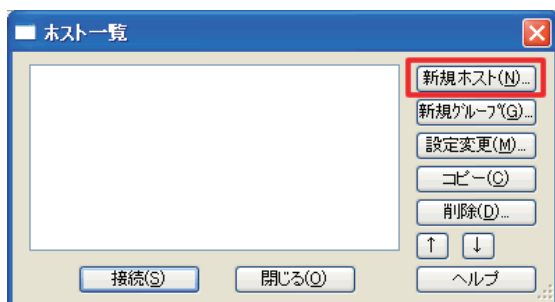 ホスト一覧
新規ホスト(N)...
新規ｸﾞﾙｰﾌﾟ(G)...
設定変更(M)...
コピー(C)
削除(D)...
↑ ↓
接続(S) 閉じる(O) ヘルプ